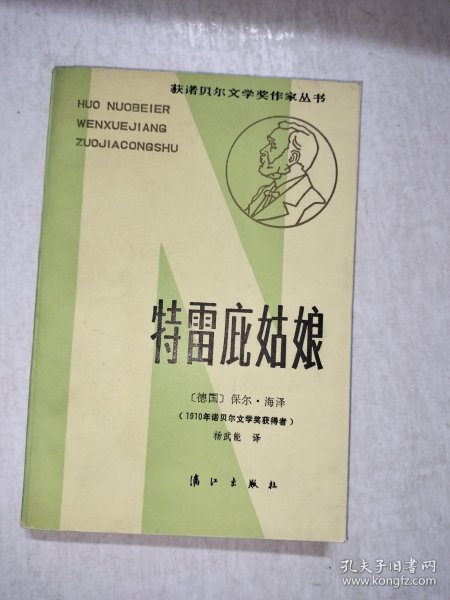 获诺贝尔文学奖作家丛书
HUO NUOBEIER
WENXUEJIANG
ZUOJIACONGSHU
特雷庇姑娘
〔德国〕保尔·海泽
(1910年诺贝尔文学奖获得者)
杨武能 译
漓江出版社
孔夫子旧书网
www.kongfz.com